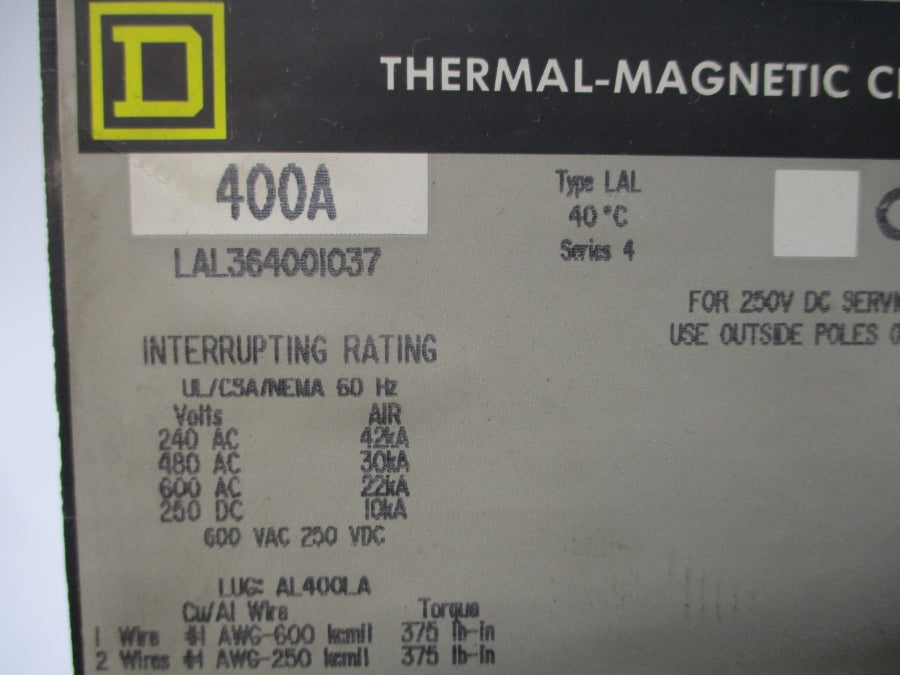 D
THERMAL-MAGNETIC
400A
LAL364001037
Type LAL
40°C
Series 4
FOR 250V DC
USE OUTSIDE POLES
INTERRUPTING RATING
UL/CSA/NEMA 60 Hz
Volts AIR
240 AC 42kA
480 AC 30kA
600 AC 22kA
250 DC 10kA
600 VAC 250 VDC
LUG: AL400LA
Cu/Al Wire Torque
1 Wire #1 AWG-600 kcmil 375 lb-in
2 Wires #1 AWG-250 kcmil 375 lb-in